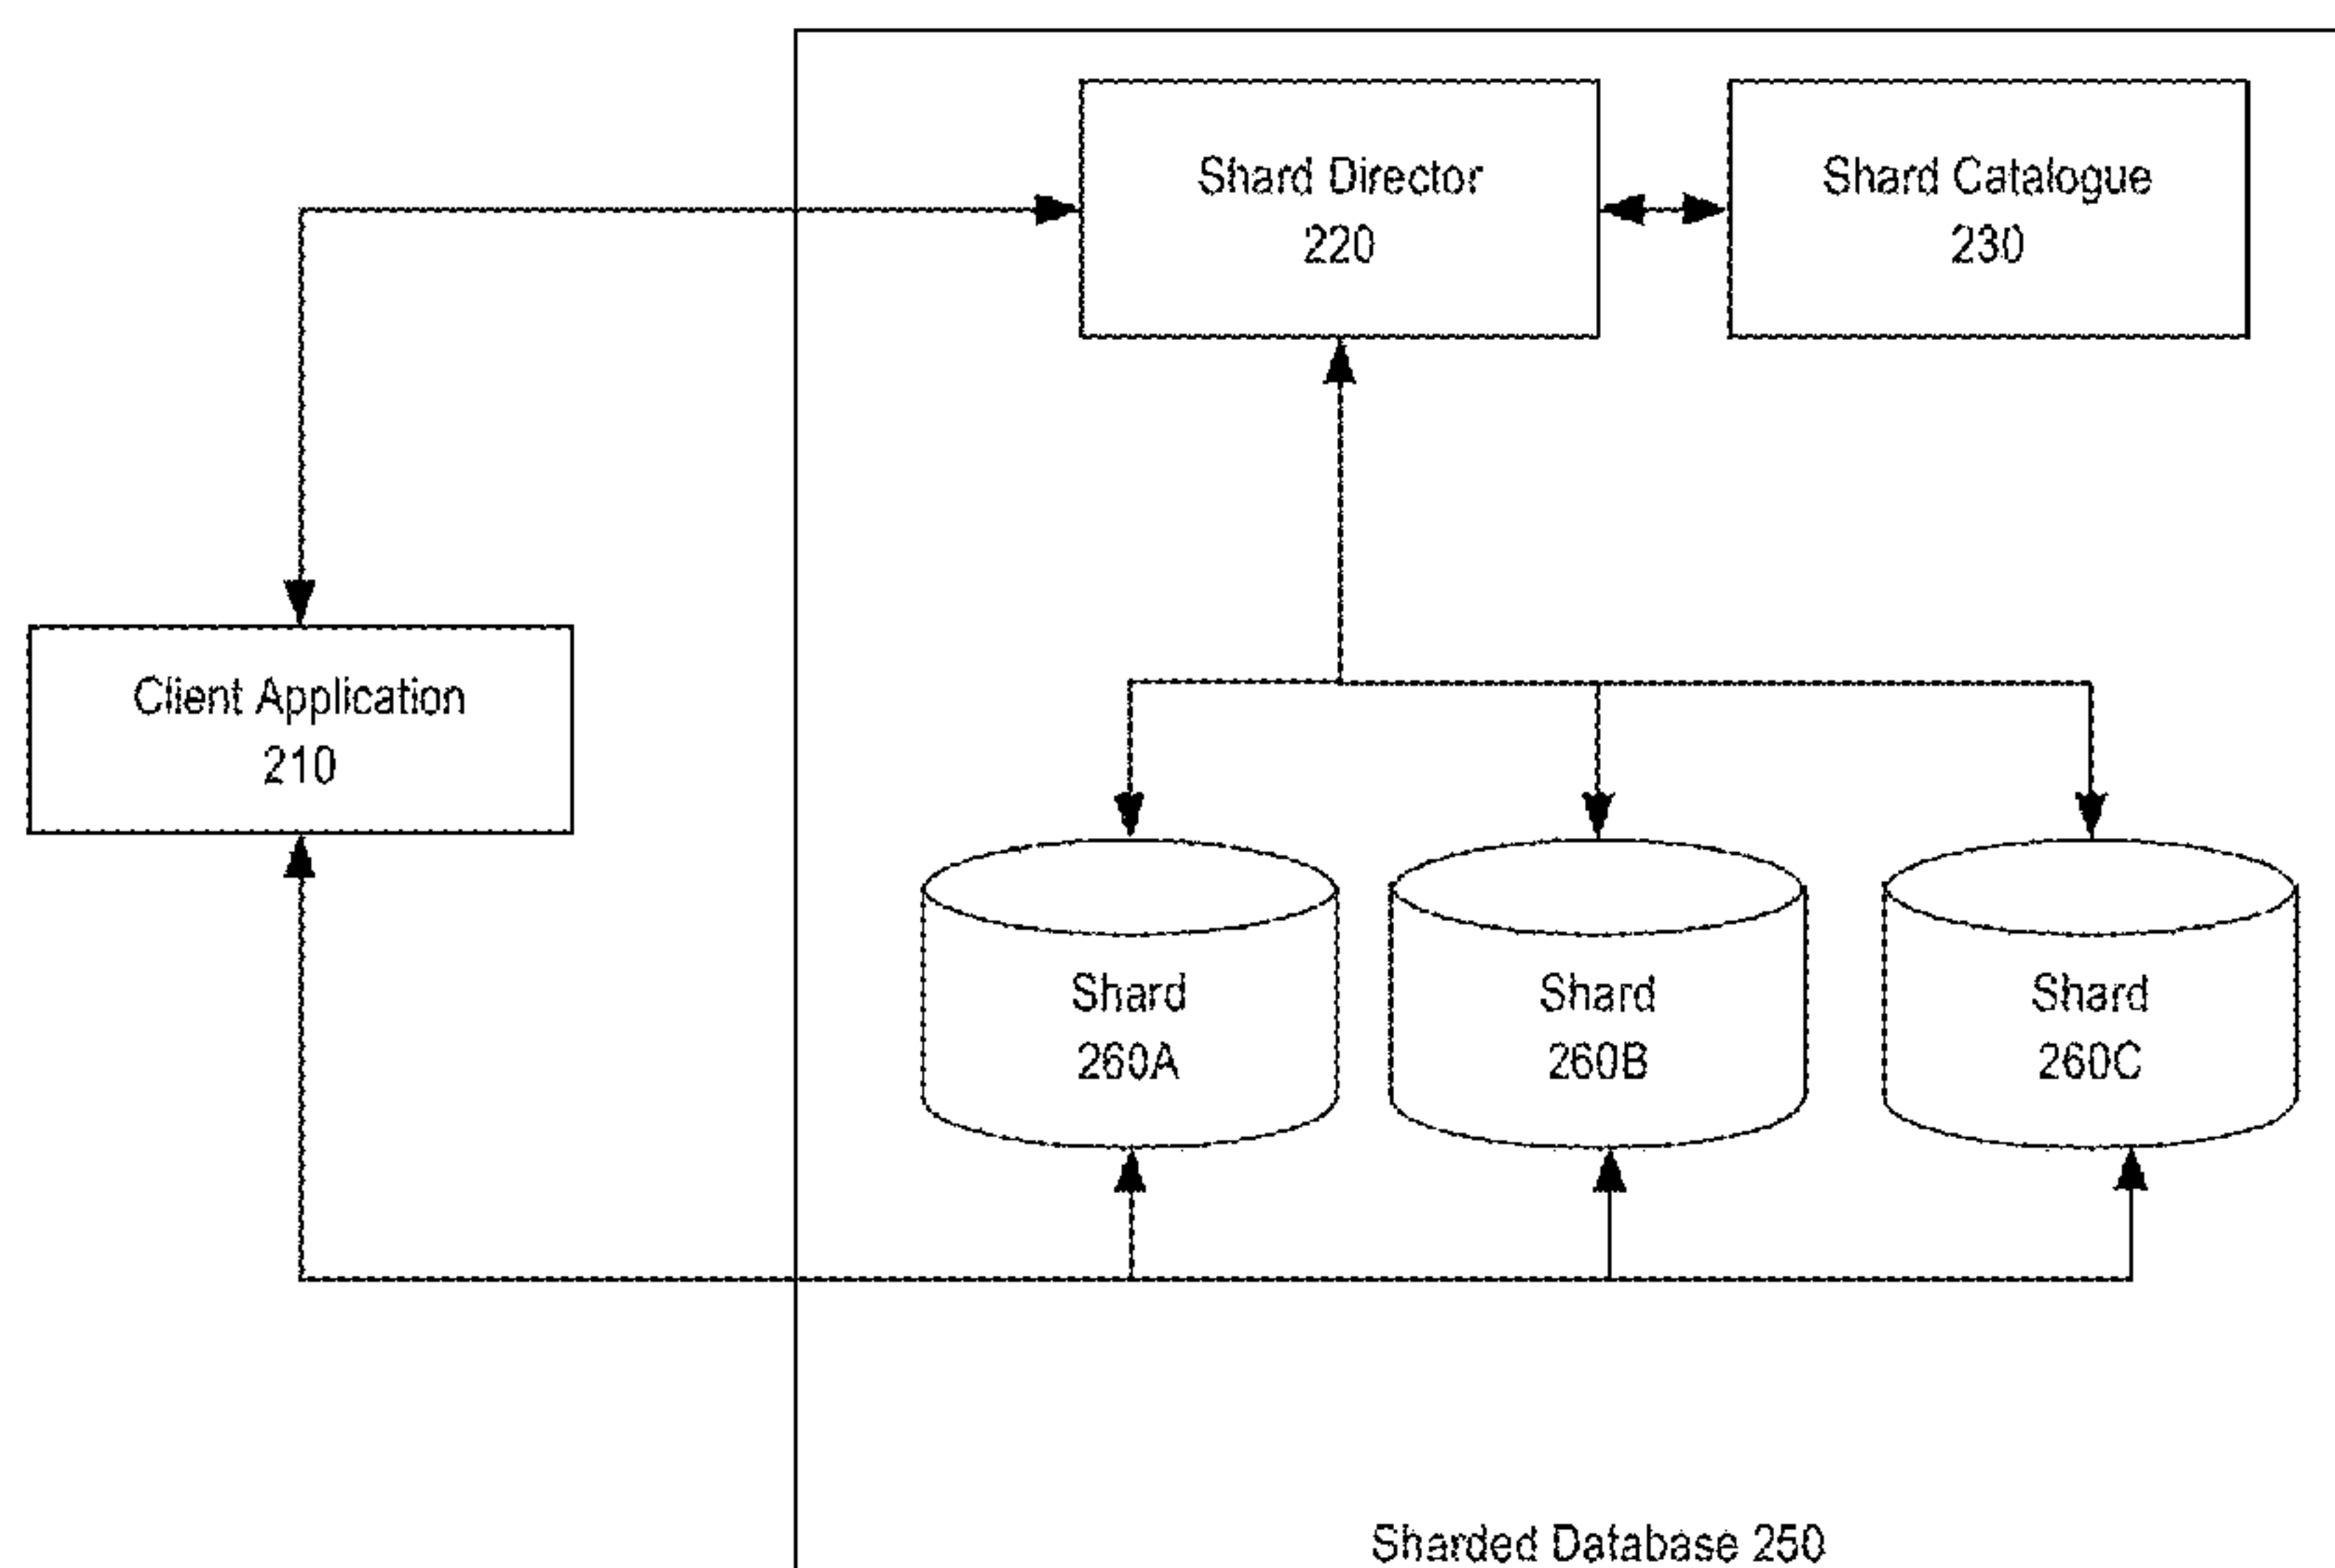 Shard Director
220
Shard Catalogue
230
Client Application
210
Shard
260A
Shard
260B
Shard
260C
Sharded Database 250